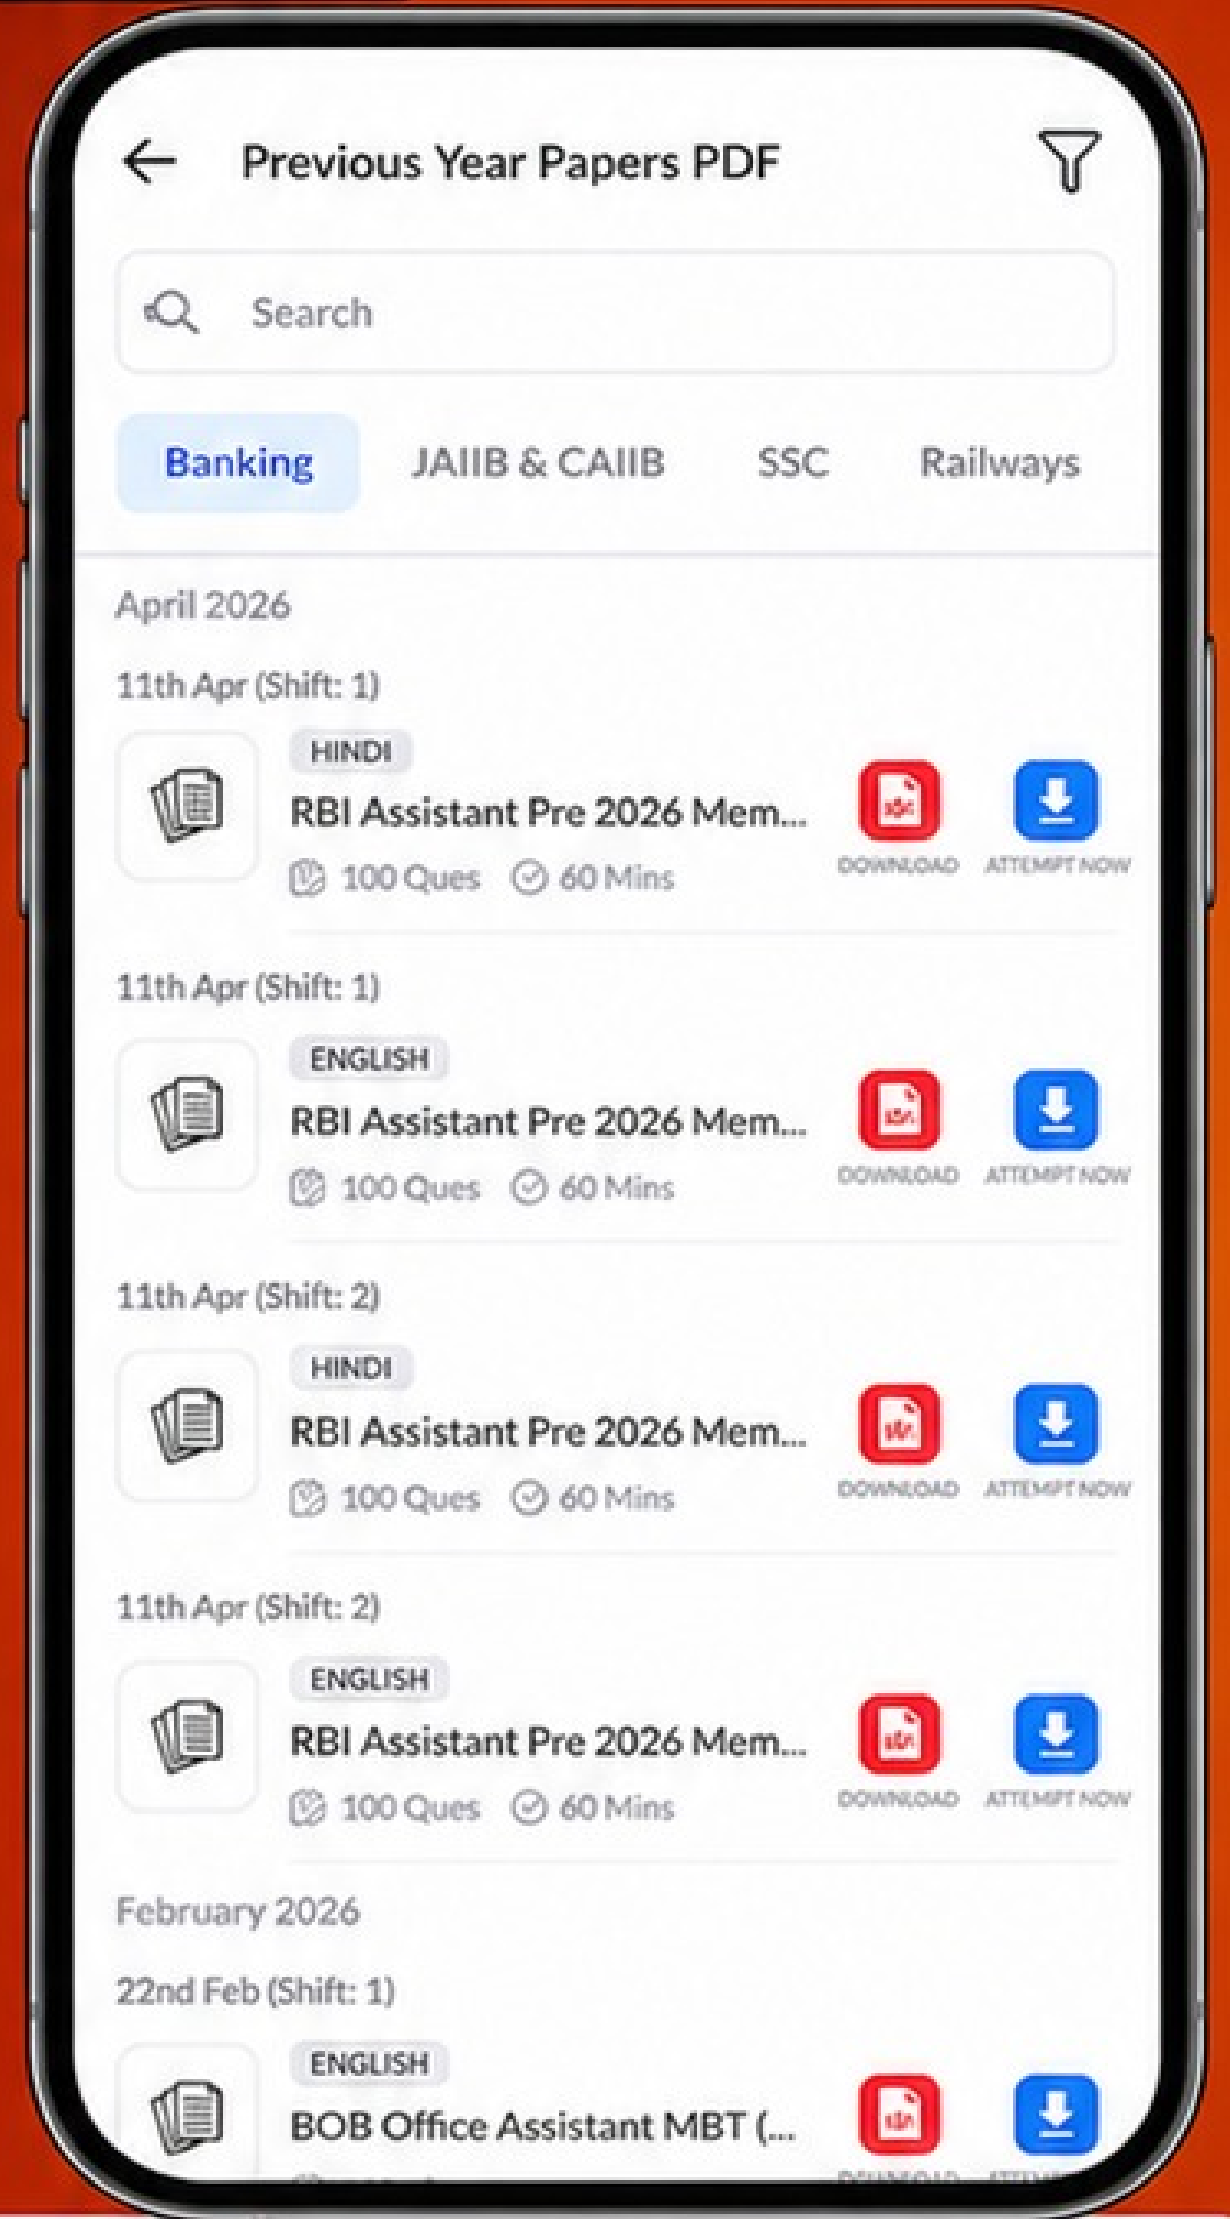 Previous Year Papers PDF
Search
Banking JAIIB & CAIIB SSC Railways
April 2026
11th Apr (Shift: 1)
HINDI
RBI Assistant Pre 2026 Mem...
100 Ques 60 Mins
DOWNLOAD ATTEMPT NOW
11th Apr (Shift: 1)
ENGLISH
RBI Assistant Pre 2026 Mem...
100 Ques 60 Mins
DOWNLOAD ATTEMPT NOW
11th Apr (Shift: 2)
HINDI
RBI Assistant Pre 2026 Mem...
100 Ques 60 Mins
DOWNLOAD ATTEMPT NOW
11th Apr (Shift: 2)
ENGLISH
RBI Assistant Pre 2026 Mem...
100 Ques 60 Mins
DOWNLOAD ATTEMPT NOW
February 2026
22nd Feb (Shift: 1)
ENGLISH
BOB Office Assistant MBT (...